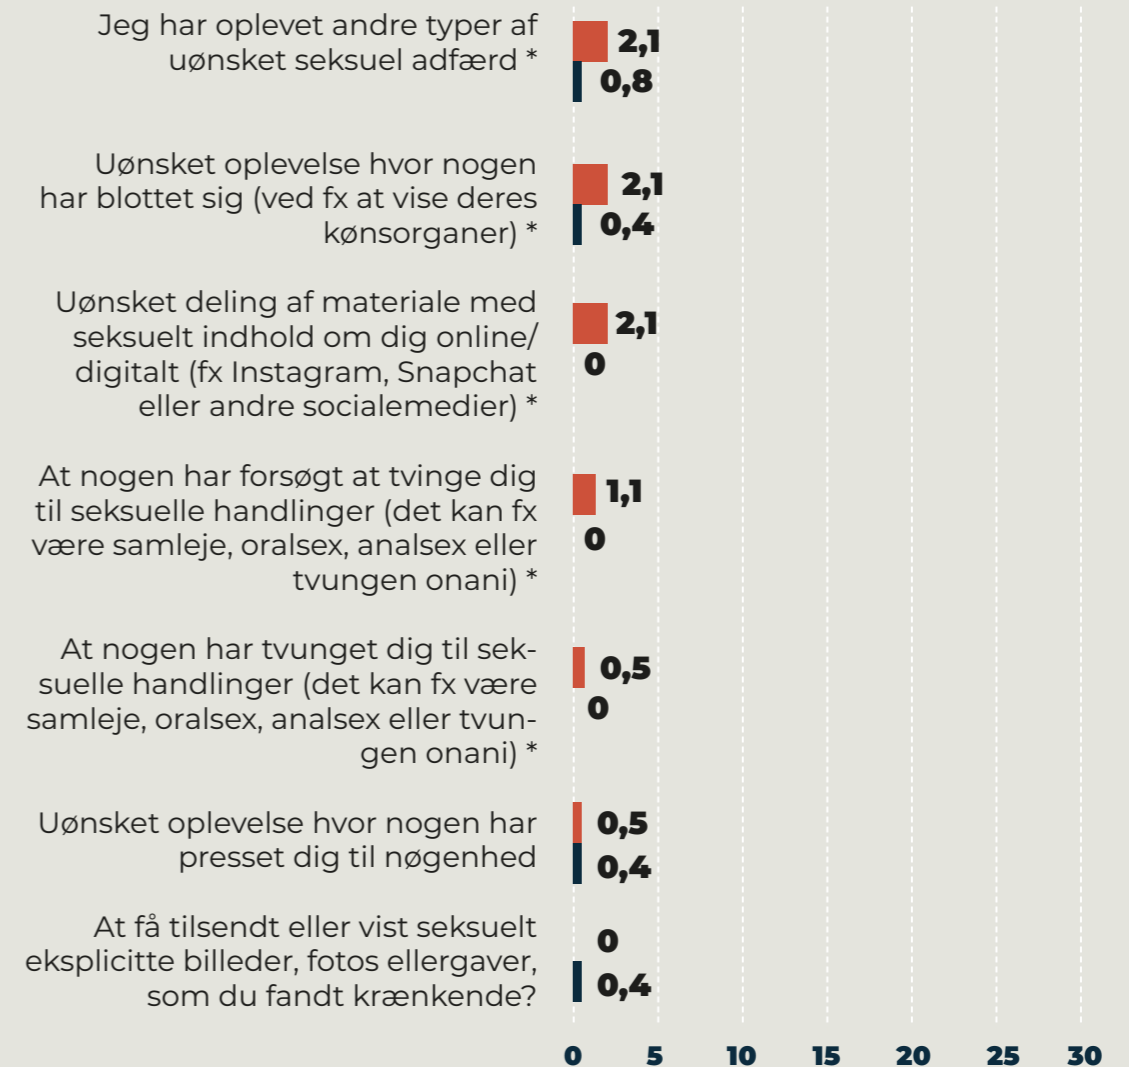 Jeg har oplevet andre typer af
uønsket seksuel adfærd *
2,1
0,8
Uønsket oplevelse hvor nogen
har blottet sig (ved fx at vise deres
kønsorganer) *
2,1
0,4
Uønsket deling af materiale med
seksuelt indhold om dig online/
digitalt (fx Instagram, Snapchat
eller andre socialemedier) *
2,1
0
At nogen har forsøgt at tvinge dig
til seksuelle handlinger (det kan fx
være samleje, oralsex, analsex eller
tvungen onani) *
1,1
0
At nogen har tvunget dig til sek-
suelle handlinger (det kan fx være
samleje, oralsex, analsex eller tvun-
gen onani) *
0,5
0
Uønsket oplevelse hvor nogen har
presset dig til nøgenhed
0,5
0,4
At få tilsendt eller vist seksuelt
eksplicitte billeder, fotos ellergaver,
som du fandt krænkende?
0
0,4
0 5 10 15 20 25 30